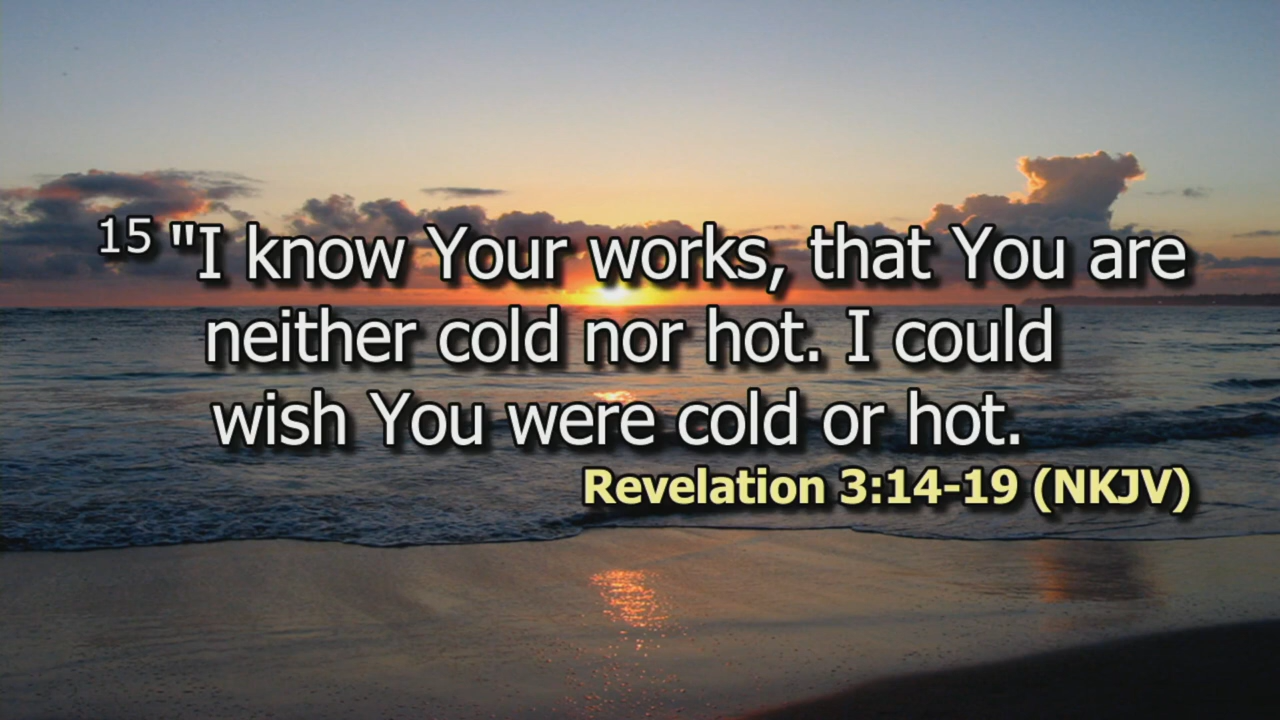 15 "I know Your works, that You are
neither cold nor hot. I could
wish You were cold or hot.
Revelation 3:14-19 (NKJV)